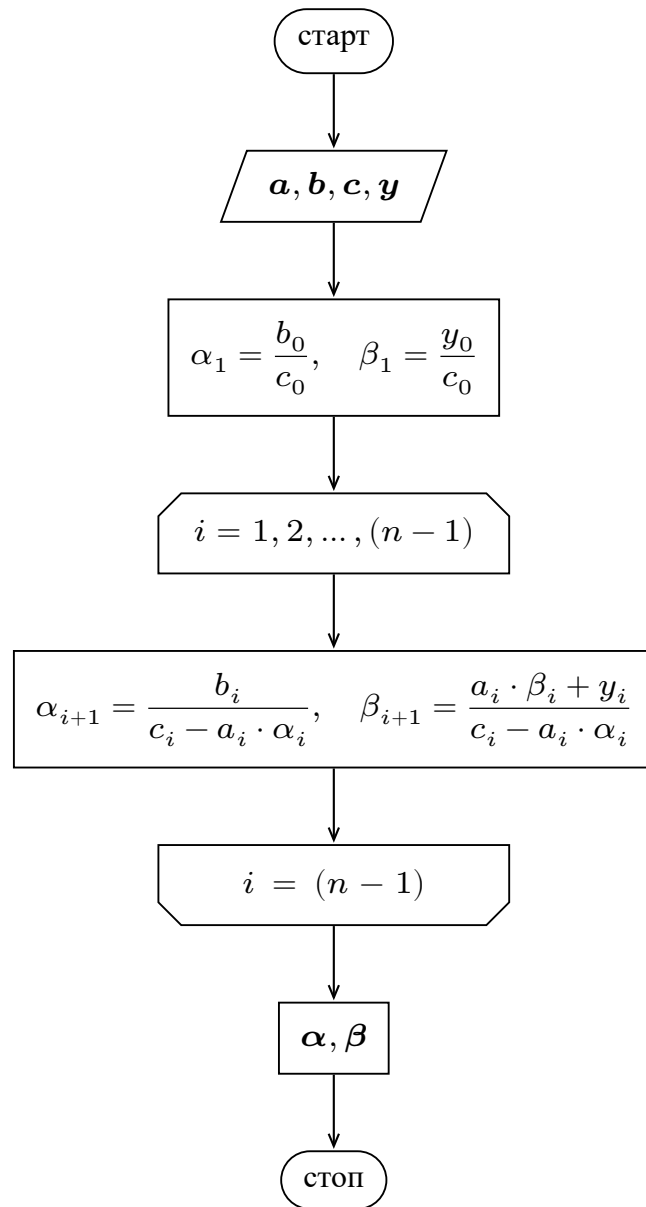 старт
a, b, c, y
α₁ = b₀/c₀, β₁ = y₀/c₀
i = 1, 2, ... , (n − 1)
αᵢ₊₁ = bᵢ/(cᵢ − aᵢ · αᵢ), βᵢ₊₁ = (aᵢ · βᵢ + yᵢ)/(cᵢ − aᵢ · αᵢ)
i = (n − 1)
α, β
стоп